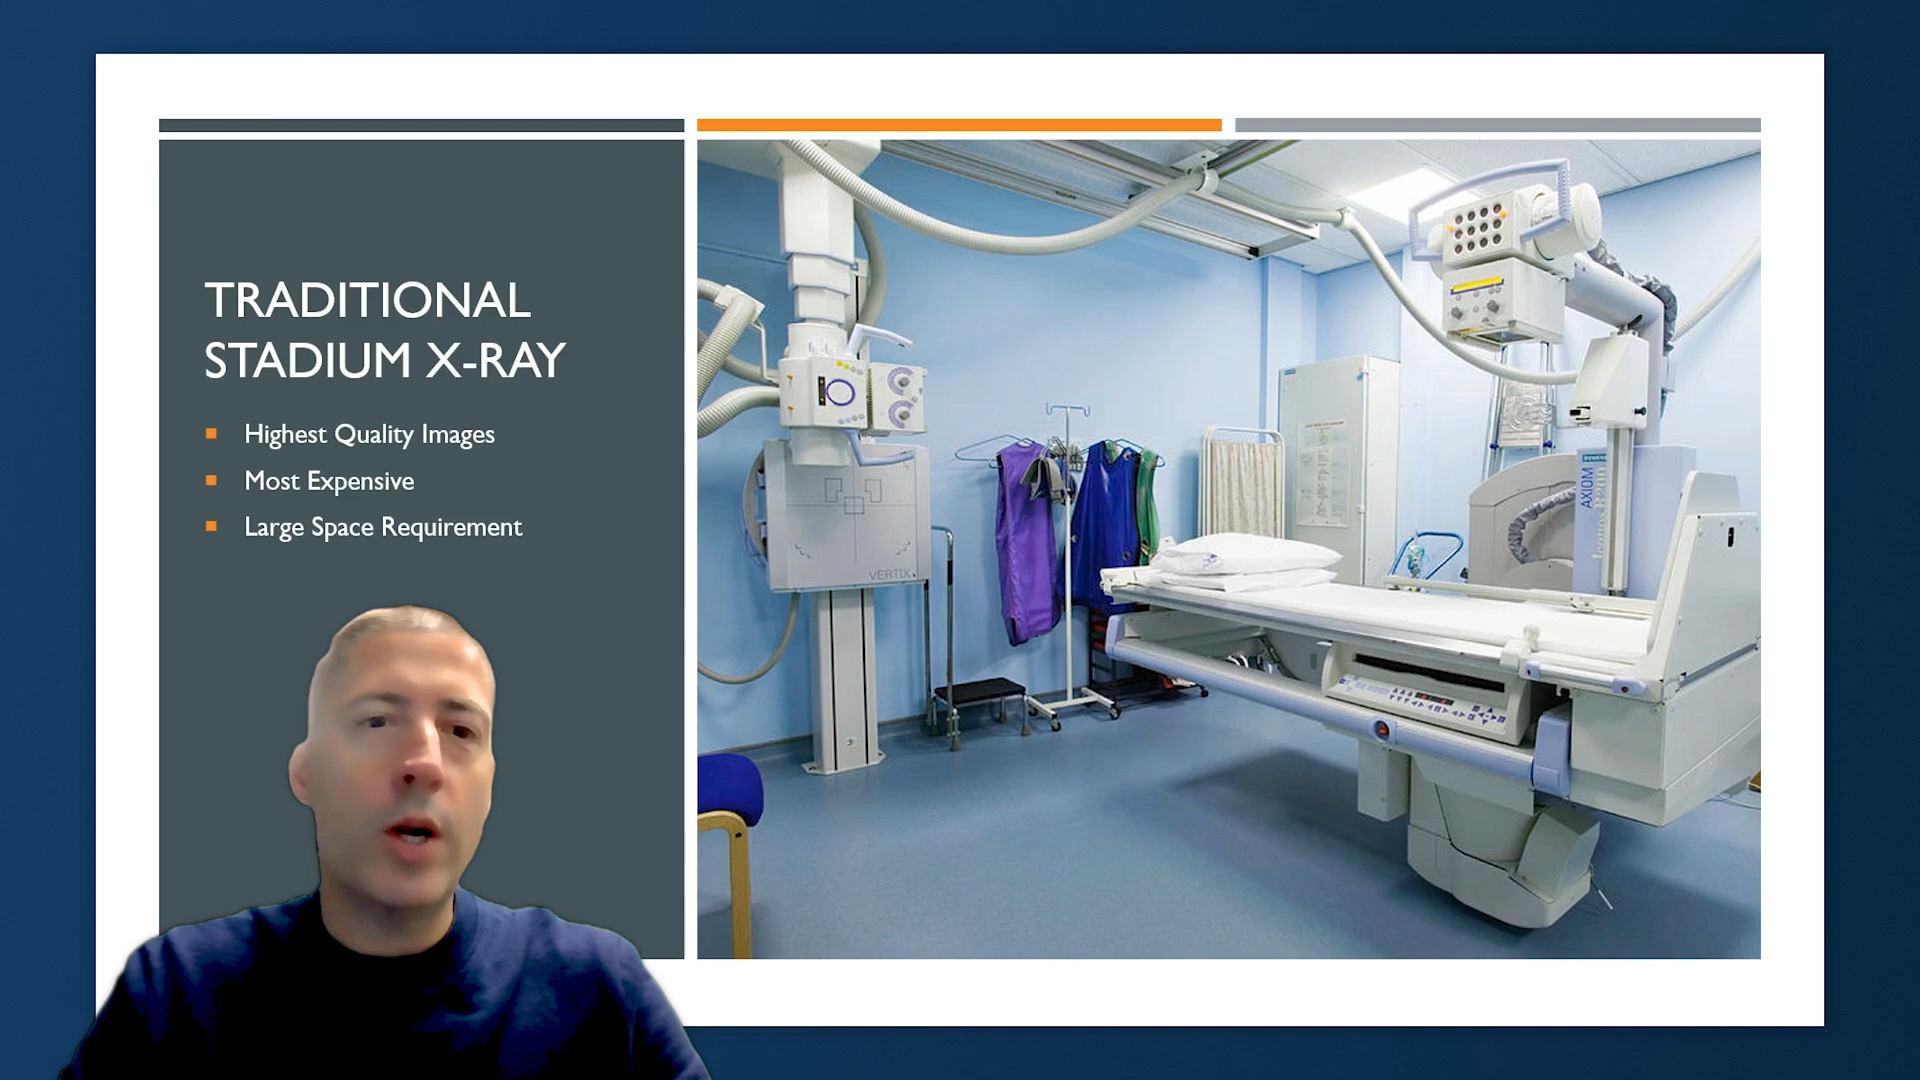 TRADITIONAL
STADIUM X-RAY
Highest Quality Images
Most Expensive
Large Space Requirement
VERTIX
AXIOM